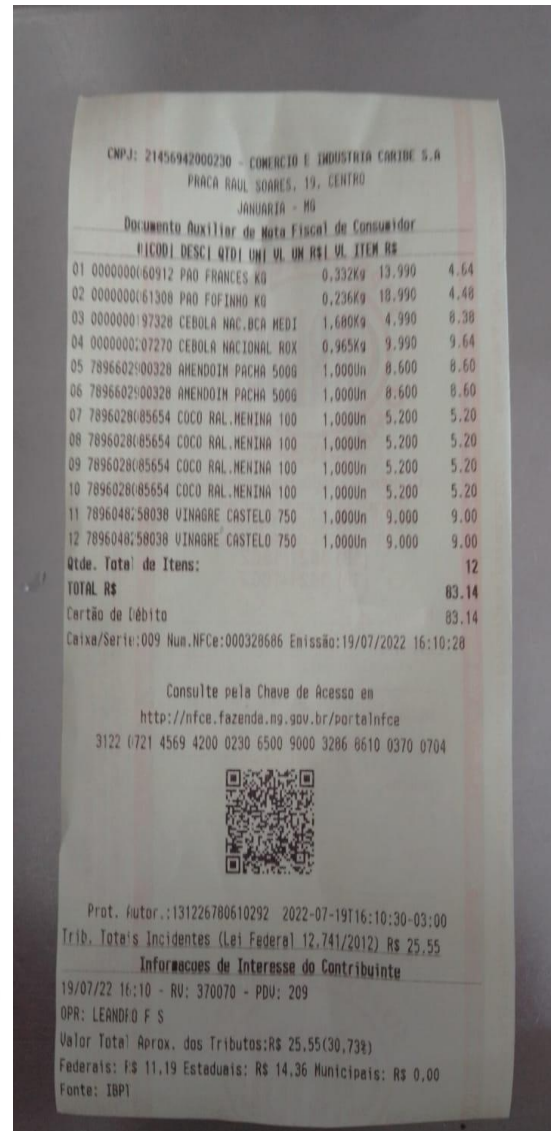 CNPJ: 21456942000230 - COMERCIO E INDUSTRIA CARIBE S.A
PRACA RAUL SOARES, 19, CENTRO
JANUARIA - MG
Documento Auxiliar de Nota Fiscal de Consumidor
#|COD| DESC| QTD| UN| VL UN R$| VL ITEM R$
01 0000000060912 PAO FRANCES KG 0,332Kg 13.990 4.64
02 0000000061308 PAO FOFINHO KG 0,236Kg 18.990 4.48
03 0000000197328 CEBOLA NAC.BCA MEDI 1,680Kg 4.990 8.38
04 0000000207270 CEBOLA NACIONAL ROX 0,965Kg 9.990 9.64
05 7896602900328 AMENDOIM PACHA 500G 1,000Un 8.600 8.60
06 7896602900328 AMENDOIM PACHA 500G 1,000Un 8.600 8.60
07 7896028085654 COCO RAL.MENINA 100 1,000Un 5.200 5.20
08 7896028085654 COCO RAL.MENINA 100 1,000Un 5.200 5.20
09 7896028085654 COCO RAL.MENINA 100 1,000Un 5.200 5.20
10 7896028085654 COCO RAL.MENINA 100 1,000Un 5.200 5.20
11 7896048258038 VINAGRE CASTELO 750 1,000Un 9.000 9.00
12 7896048258038 VINAGRE CASTELO 750 1,000Un 9.000 9.00
Qtde. Total de Itens: 12
TOTAL R$ 83.14
Cartão de Débito 83.14
Caixa/Serie:009 Num.NFCe:000328686 Emissão:19/07/2022 16:10:28
Consulte pela Chave de Acesso em
http://nfce.fazenda.mg.gov.br/portalnfce
3122 0721 4569 4200 0230 6500 9000 3286 8610 0370 0704
Prot. Autor.:131226780610292 2022-07-19T16:10:30-03:00
Trib. Totais Incidentes (Lei Federal 12.741/2012) R$ 25,55
Informacoes de Interesse do Contribuinte
19/07/22 16:10 - RV: 370070 - PDV: 209
OPR: LEANDRO F S
Valor Total Aprox. dos Tributos:R$ 25,55(30,73%)
Federais: R$ 11,19 Estaduais: R$ 14,36 Municipais: R$ 0,00
Fonte: IBPT